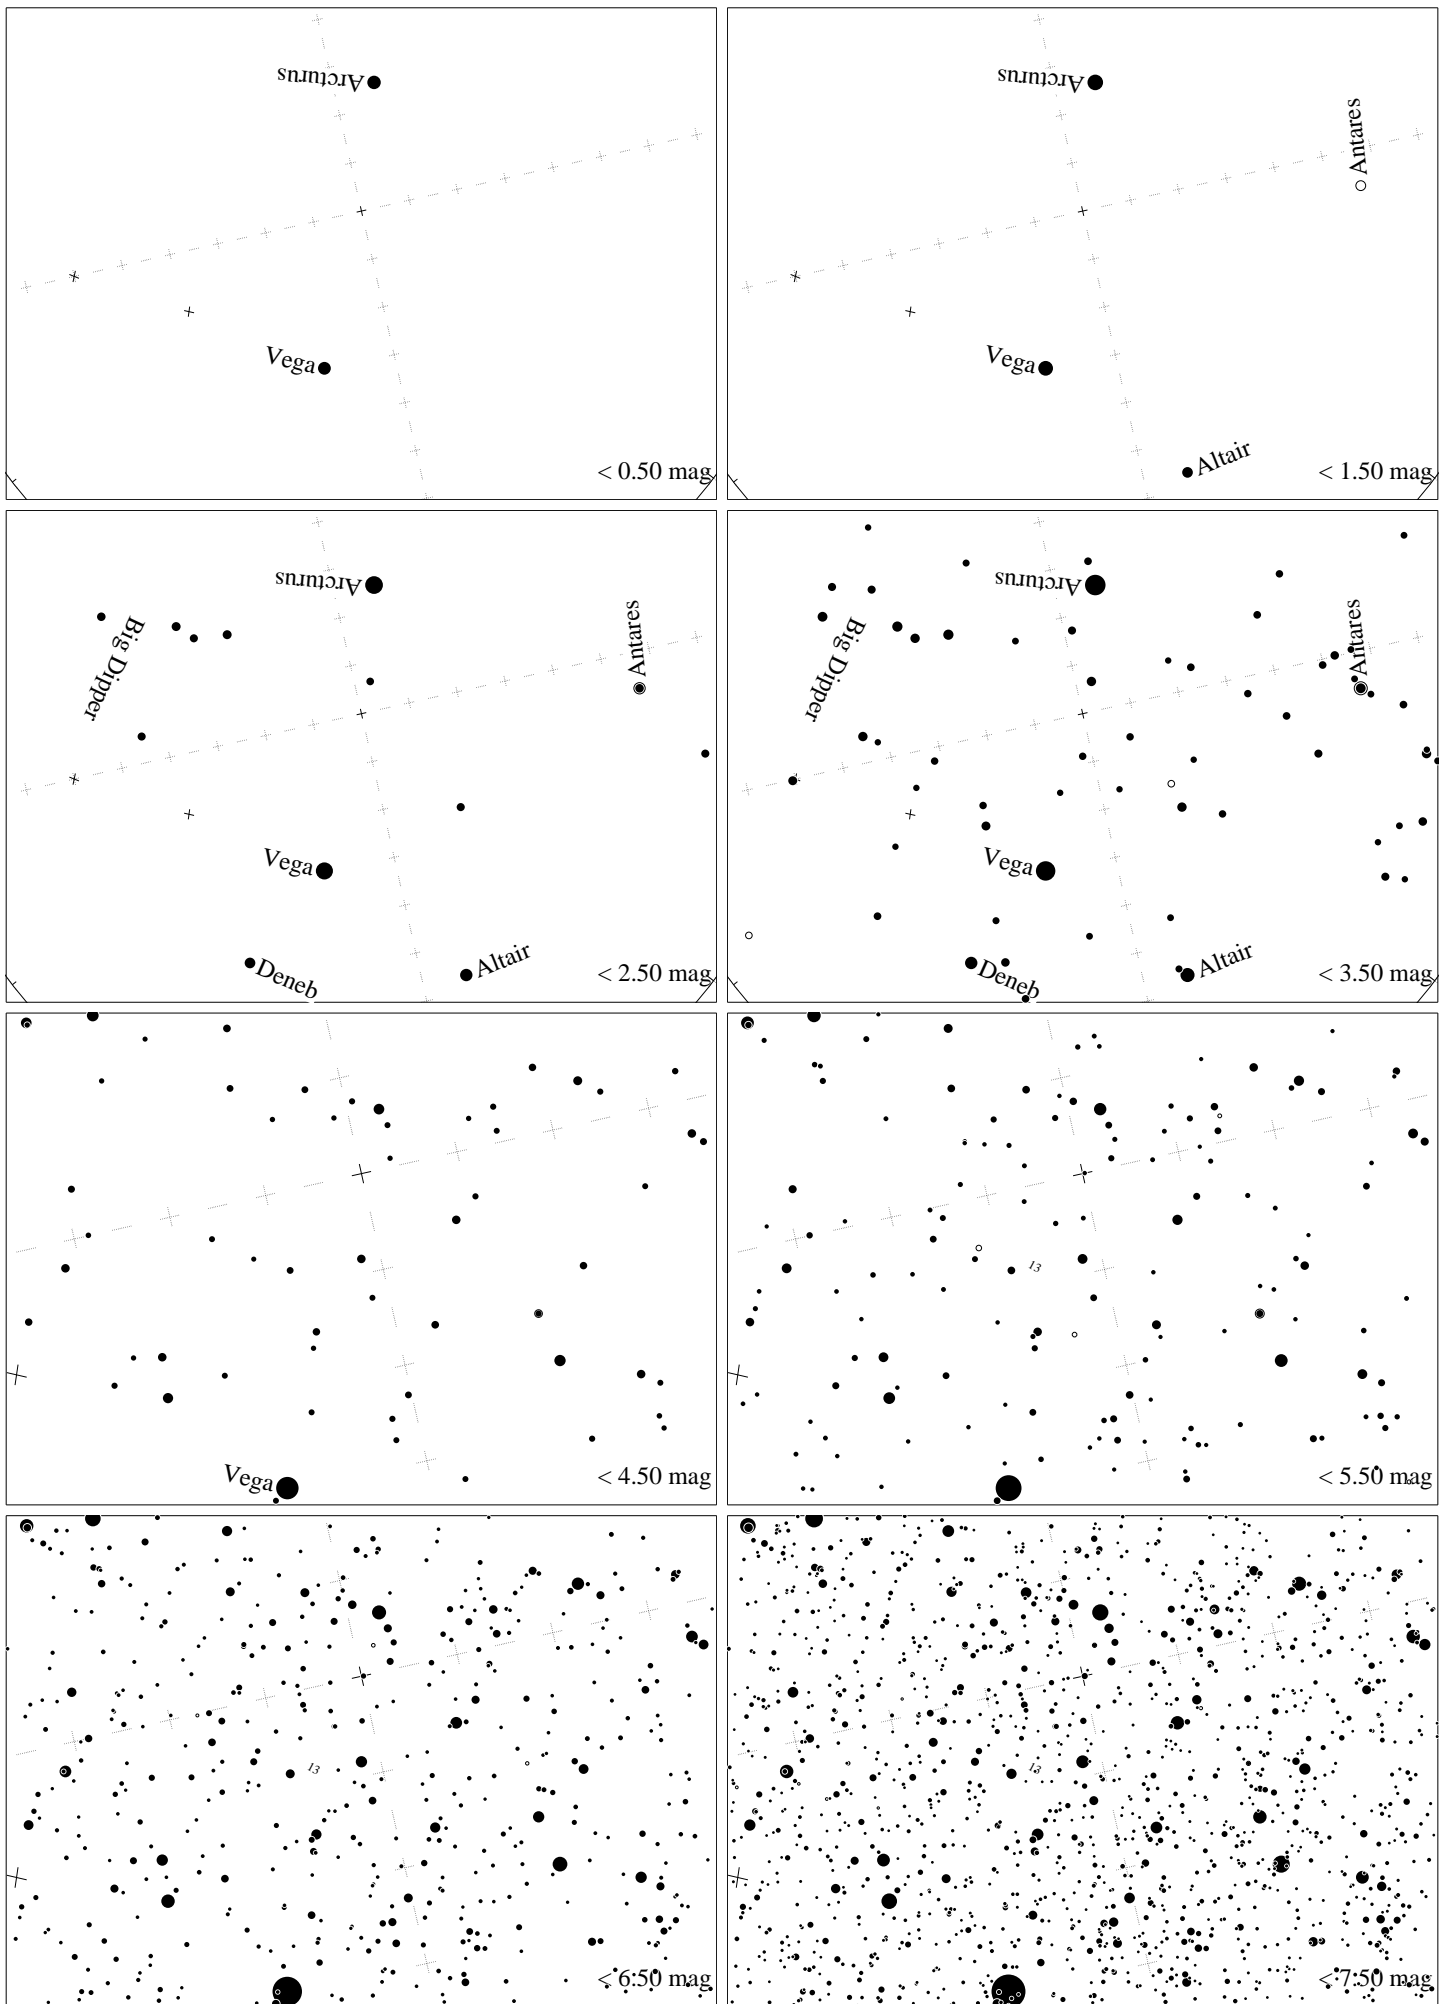 Arcturus
Vega
< 0.50 mag
Arcturus
Antares
Vega
Altair
< 1.50 mag
Arcturus
Big Dipper
Antares
Vega
Deneb
Altair
< 2.50 mag
Arcturus
Big Dipper
Antares
Vega
Deneb
Altair
< 3.50 mag
Vega
< 4.50 mag
13
< 5.50 mag
13
< 6.50 mag
13
< 7.50 mag